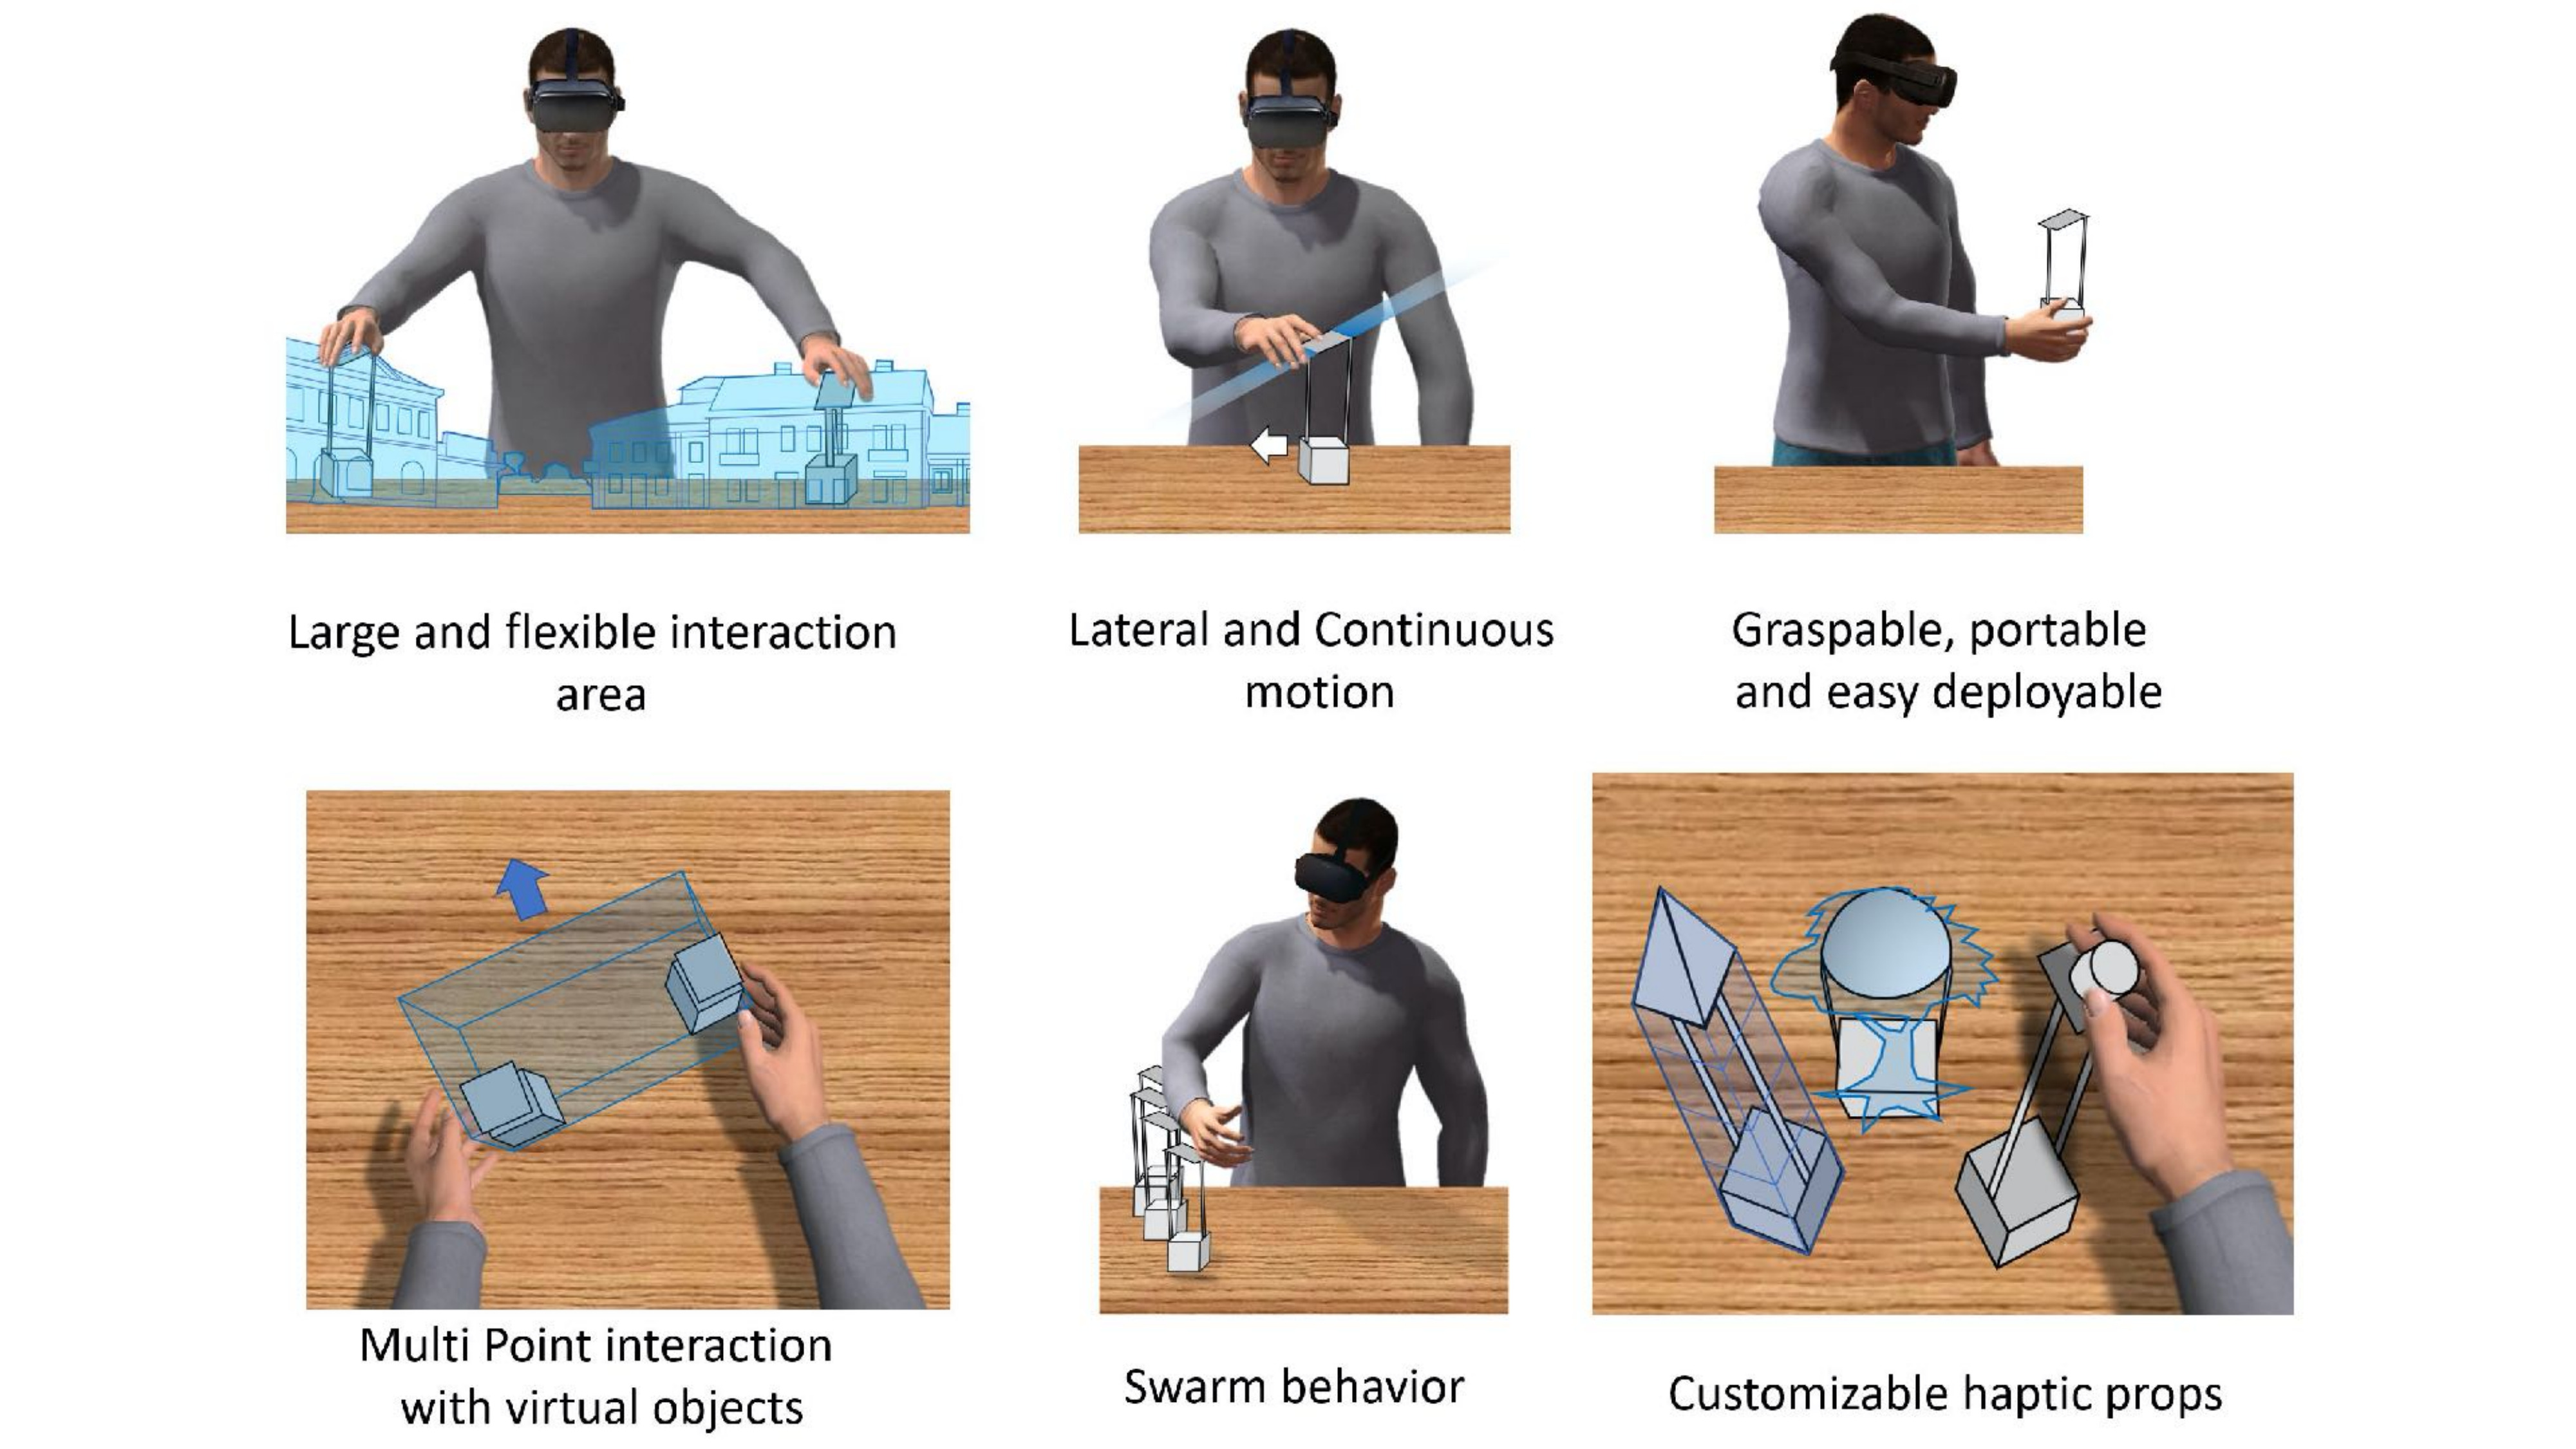 Large and flexible interaction
area
Lateral and Continuous
motion
Graspable, portable
and easy deployable
Multi Point interaction
with virtual objects
Swarm behavior
Customizable haptic props